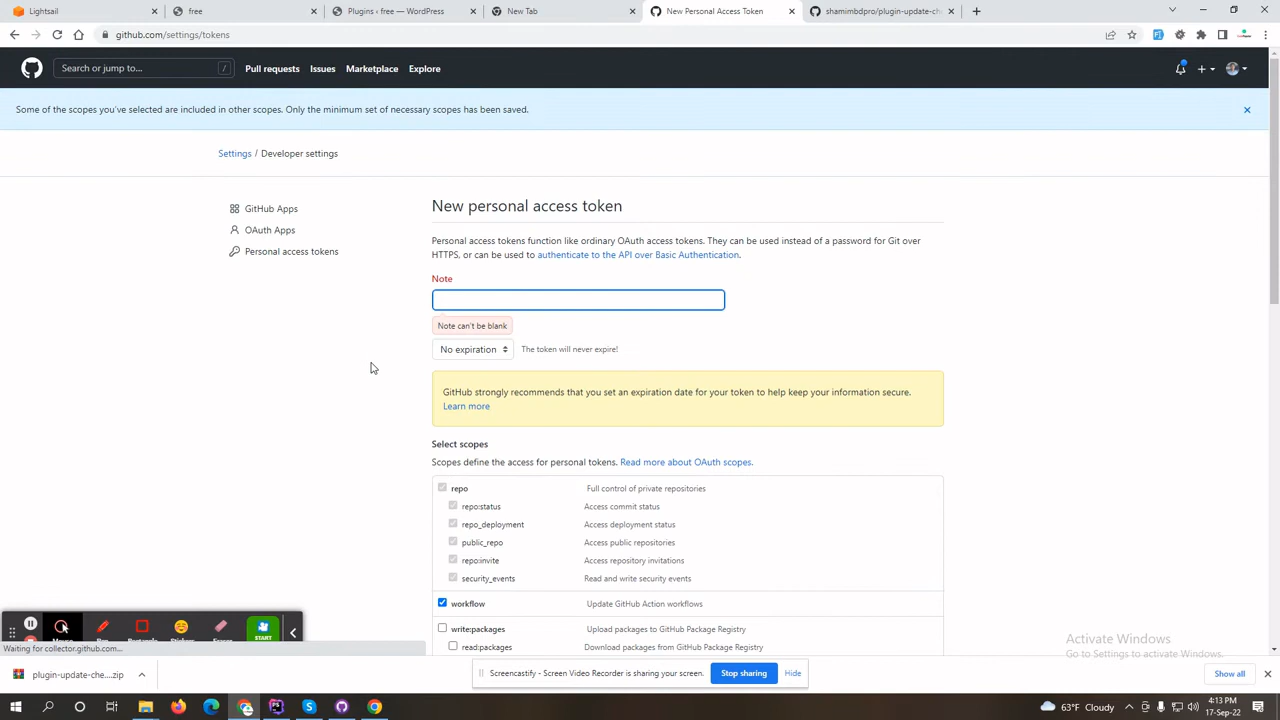 Lightsail
free
Plugins ‹ free — WordPress
New Tab
New Personal Access Token
shamimbdpro/plugin-update-che
github.com/settings/tokens
Search or jump to...
/
Pull requests
Issues
Marketplace
Explore
Some of the scopes you've selected are included in other scopes. Only the minimum set of necessary scopes has been saved.
Settings / Developer settings
GitHub Apps
OAuth Apps
Personal access tokens
New personal access token
Personal access tokens function like ordinary OAuth access tokens. They can be used instead of a password for Git over
HTTPS, or can be used to authenticate to the API over Basic Authentication.
Note
Note can't be blank
No expiration
The token will never expire!
GitHub strongly recommends that you set an expiration date for your token to help keep your information secure.
Learn more
Select scopes
Scopes define the access for personal tokens. Read more about OAuth scopes.
repo Full control of private repositories
repo:status Access commit status
repo_deployment Access deployment status
public_repo Access public repositories
repo:invite Access repository invitations
security_events Read and write security events
workflow Update GitHub Action workflows
write:packages Upload packages to GitHub Package Registry
read:packages Download packages from GitHub Package Registry
START
Waiting for collector.github.com...
Activate Windows
Go to Settings to activate Windows.
plugin-update-che....zip
Screencastify - Screen Video Recorder is sharing your screen.
Stop sharing
Hide
Show all
63°F Cloudy
4:13 PM
17-Sep-22